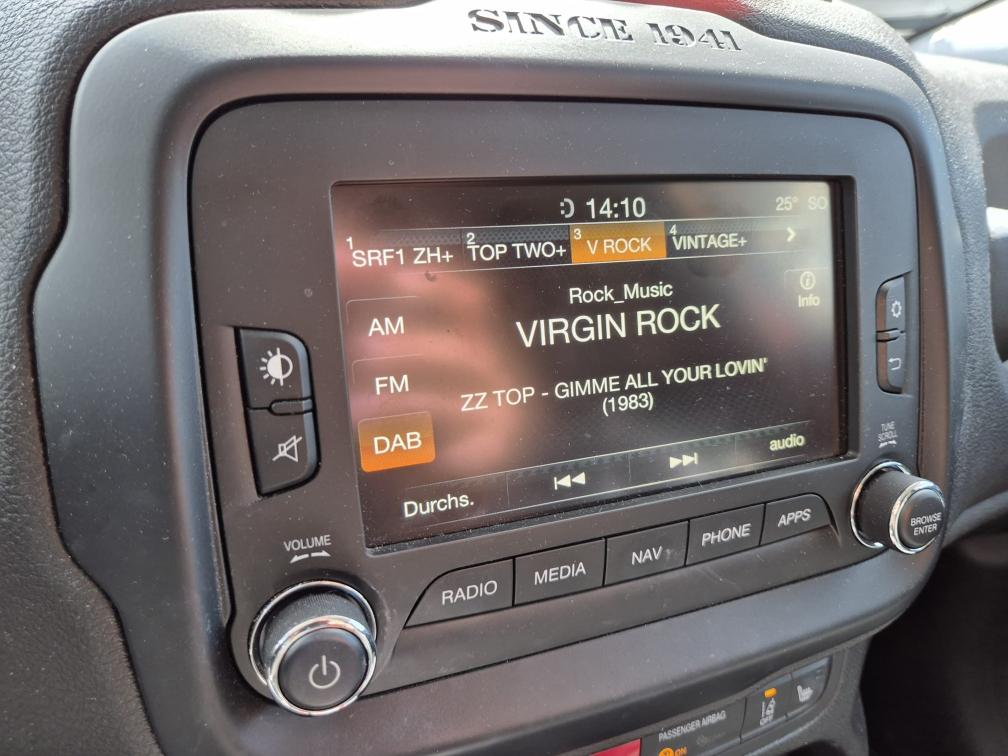 SINCE 1941
14:10
25° SO
1 SRF1 ZH+
2 TOP TWO+
3 V ROCK
4 VINTAGE+
Info
Rock_Music
VIRGIN ROCK
AM
FM
DAB
ZZ TOP - GIMME ALL YOUR LOVIN'
(1983)
Durchs.
audio
TUNE
SCROLL
VOLUME
RADIO
MEDIA
NAV
PHONE
APPS
BROWSE
ENTER
PASSENGER AIRBAG
ON
OFF